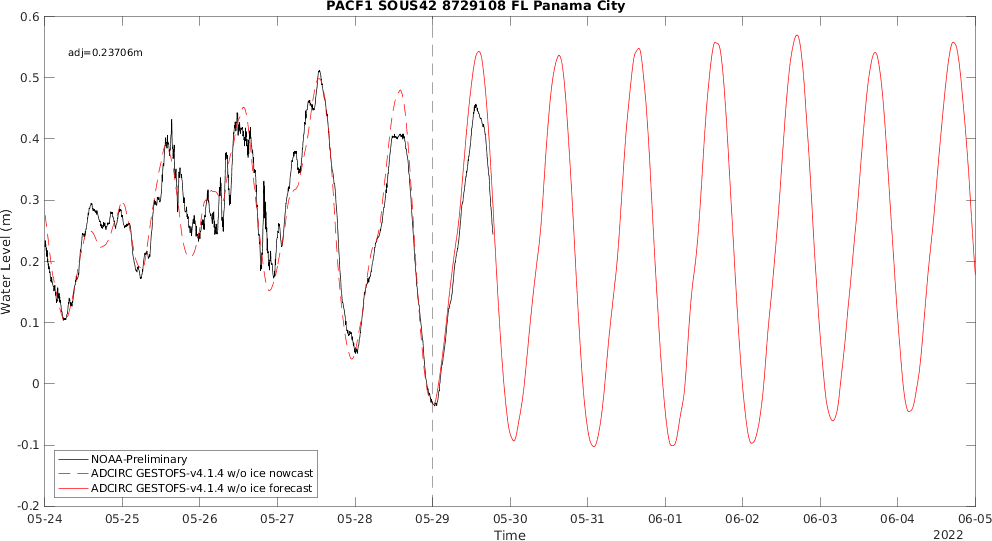 PACF1 SOUS42 8729108 FL Panama City
adj=0.23706m
0.6
0.5
0.4
0.3
0.2
0.1
0
-0.1
-0.2
Water Level (m)
NOAA-Preliminary
ADCIRC GESTOFS-v4.1.4 w/o ice nowcast
ADCIRC GESTOFS-v4.1.4 w/o ice forecast
05-24 05-25 05-26 05-27 05-28 05-29 05-30 05-31 06-01 06-02 06-03 06-04 06-05
Time
2022